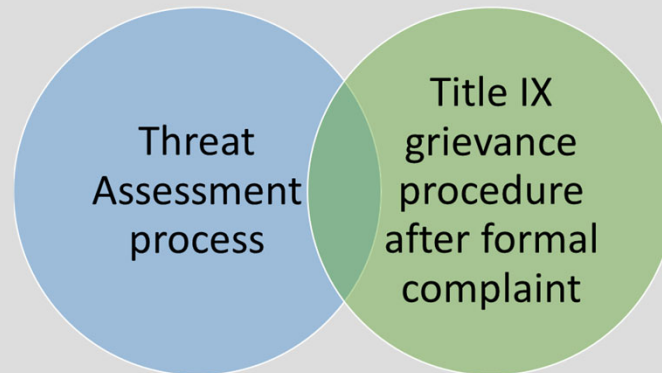 Threat
Assessment
process
Title IX
grievance
procedure
after formal
complaint